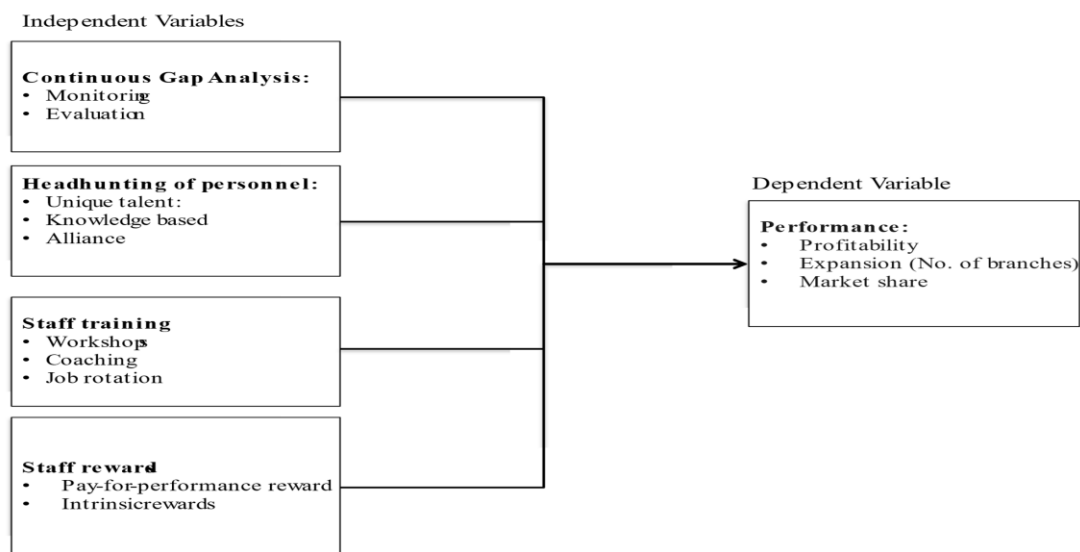 Independent Variables
Continuous Gap Analysis:
• Monitoring
• Evaluation
Headhunting of personnel:
• Unique talent:
• Knowledge based
• Alliance
Staff training
• Workshops
• Coaching
• Job rotation
Staff reward
• Pay-for-performance reward
• Intrinsicrewards
Dependent Variable
Performance:
• Profitability
• Expansion (No. of branches)
• Market share